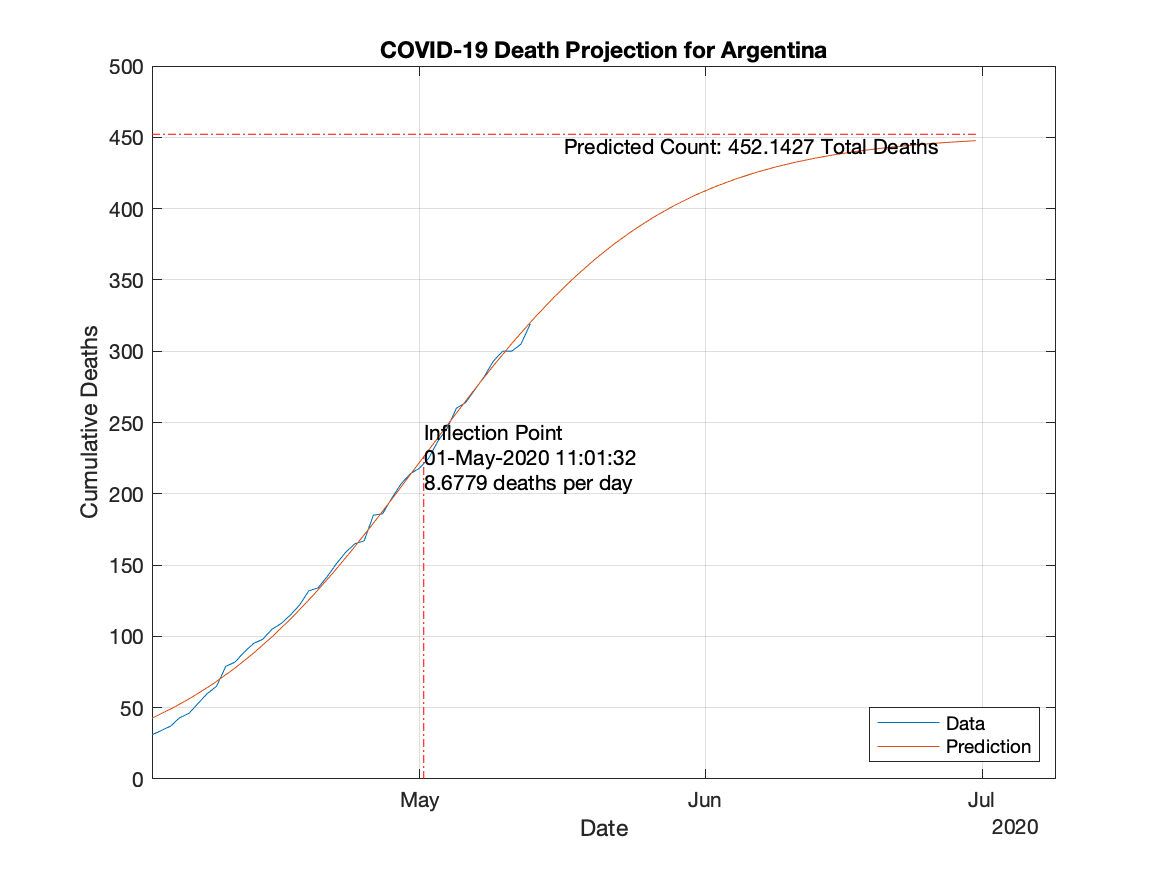 COVID-19 Death Projection for Argentina
500
450
400
350
300
250
200
150
100
50
0
Cumulative Deaths
Predicted Count: 452.1427 Total Deaths
Inflection Point
01-May-2020 11:01:32
8.6779 deaths per day
Data
Prediction
May
Jun
Jul
Date
2020